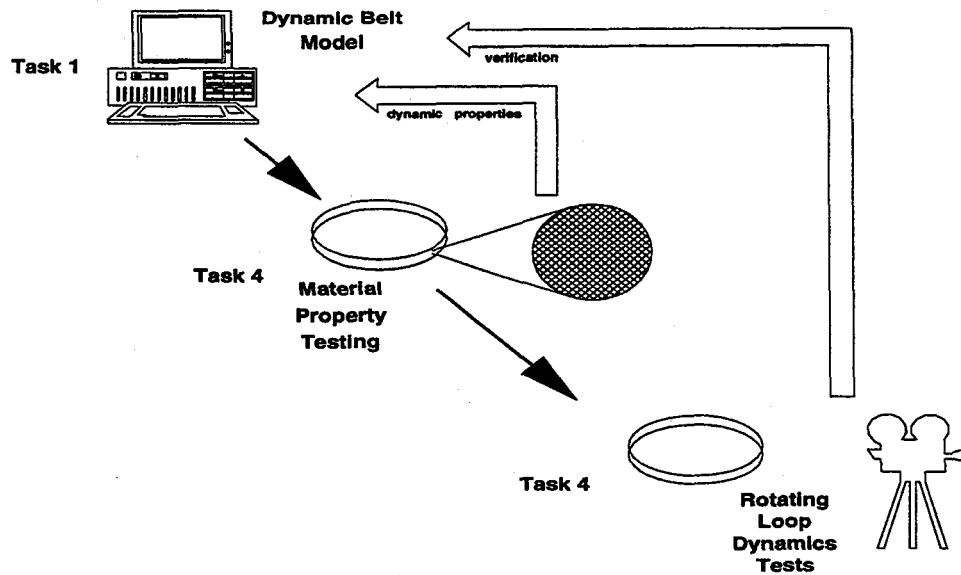 Dynamic Belt
Model
Task 1
verification
dynamic properties
Task 4
Material
Property
Testing
Task 4
Rotating
Loop
Dynamics
Tests